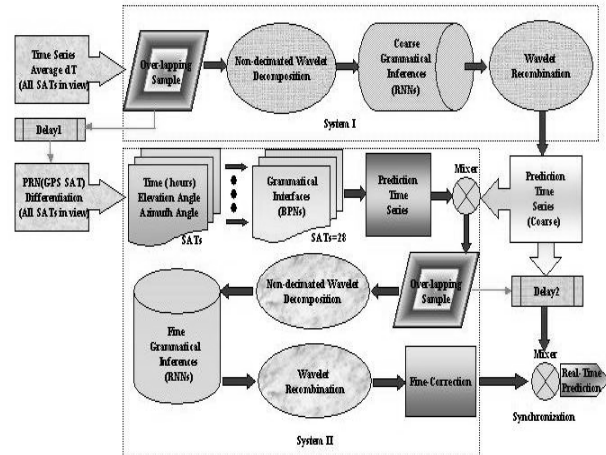 Time Series
Average dT
(All SATs in view)
Over-lapping
Sample
Non-decimated Wavelet
Decomposition
Coarse
Grammatical
Inferences
(RNNs)
Wavelet
Recombination
System I
Delay1
PRN(GPS SAT)
Differentiation
(All SATs in view)
Time ( hours)
Elevation Angle
Azimuth Angle
SATs
Grammatical
Interfaces
(BPNs)
SATs=28
Prediction
Time
Series
Mixer
Prediction
Time
Series
(Coarse)
Non-decimated Wavelet
Decomposition
Over-lapping
Sample
Delay2
Fine
Grammatical
Inferences
(RNNs)
Wavelet
Recombination
Fine-Correction
Mixer
Real-Time
Prediction
Synchronization
System II